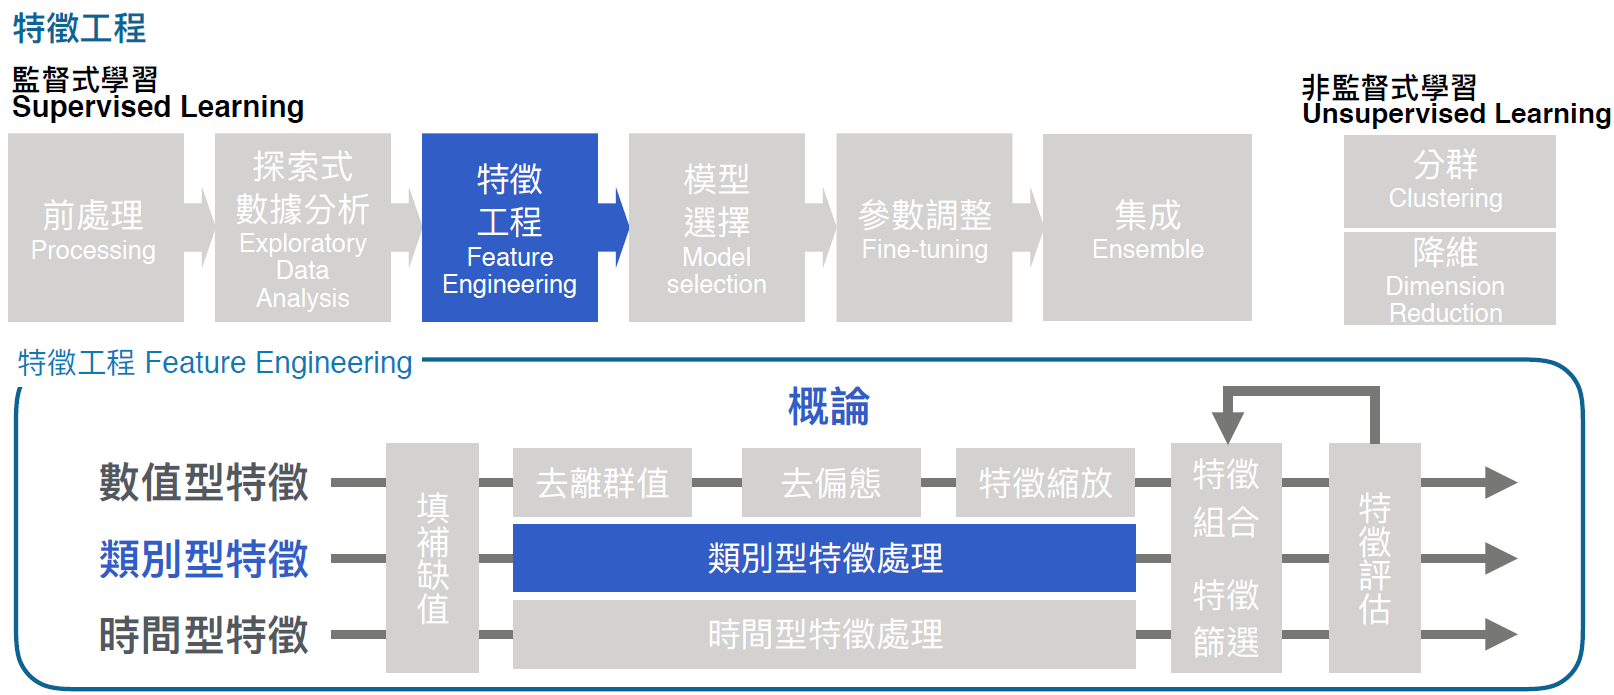 特徵工程
監督式學習
Supervised Learning
非監督式學習
Unsupervised Learning
前處理
Processing
探索式
數據分析
Exploratory
Data
Analysis
特徵
工程
Feature
Engineering
模型
選擇
Model
selection
參數調整
Fine-tuning
集成
Ensemble
分群
Clustering
降維
Dimension
Reduction
特徵工程 Feature Engineering
概論
數值型特徵
類別型特徵
時間型特徵
填補缺值
去離群值
去偏態
特徵縮放
類別型特徵處理
時間型特徵處理
特徵
組合
特徵
篩選
特徵評估